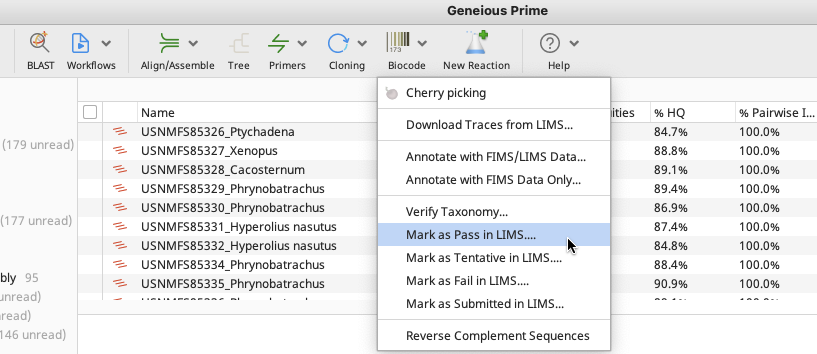 Geneious Prime
BLAST Workflows Align/Assemble Tree Primers Cloning 173 Biocode New Reaction Help
Cherry picking
Download Traces from LIMS...
Annotate with FIMS/LIMS Data...
Annotate with FIMS Data Only...
Verify Taxonomy...
Mark as Pass in LIMS....
Mark as Tentative in LIMS....
Mark as Fail in LIMS....
Mark as Submitted in LIMS...
Reverse Complement Sequences
(179 unread)
(177 unread)
bly 95
unread)
read)
146 unread)
Name ities % HQ % Pairwise I...
USNMFS85326_Ptychadena 84.7% 100.0%
USNMFS85327_Xenopus 88.8% 100.0%
USNMFS85328_Cacosternum 89.1% 100.0%
USNMFS85329_Phrynobatrachus 89.4% 100.0%
USNMFS85330_Phrynobatrachus 86.9% 100.0%
USNMFS85331_Hyperolius nasutus 87.4% 100.0%
USNMFS85332_Hyperolius nasutus 84.8% 100.0%
USNMFS85334_Phrynobatrachus 88.4% 100.0%
USNMFS85335_Phrynobatrachus 90.9% 100.0%